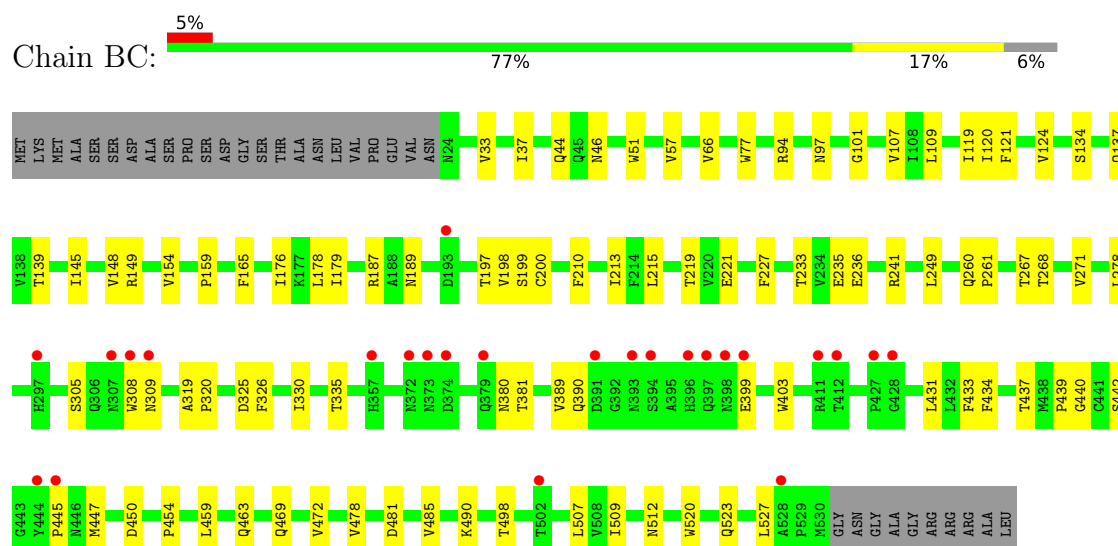 5%
Chain BC:
77% 17% 6%
MET LYS MET ALA SER SER ASP ALA SER PRO SER ASP GLY SER THR ALA ASN LEU VAL PRO GLU VAL ASN N24 V33 I37 Q44 Q45 N46 W51 V57 V66 W77 R94 N97 G101 V107 I108 L109 I119 I120 F121 V124 S134 Q137
V138 T139 I145 V148 R149 V154 P159 F165 I176 K177 L178 I179 R187 A188 N189 D193 T197 V198 S199 C200 F210 I213 F214 L215 T219 V220 E221 F227 T233 V234 E235 E236 R241 L249 Q260 P261 T267 T268 V271 L278
H297 S305 Q306 N307 W308 N309 A319 P320 D325 F326 I330 T335 H357 N372 N373 D374 Q379 N380 T381 V389 Q390 D391 G392 N393 S394 A395 H396 Q397 N398 E399 W403 R411 T412 P427 G428 L431 L432 F433 F434 T437 M438 P439 G440 C441 S442
G443 Y444 P445 N446 M447 D450 P454 L459 Q463 Q469 V472 V478 D481 V485 K490 T498 T502 L507 V508 I509 N512 W520 Q523 L527 A528 P529 M530 GLY ASN GLY ALA GLY ARG ARG ARG ALA LEU